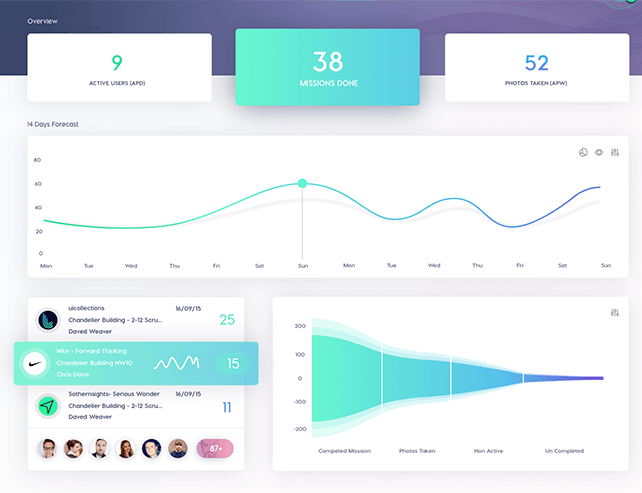 Overview
9
ACTIVE USERS (APD)
38
MISSIONS DONE
52
PHOTOS TAKEN (APW)
14 Days Forecast
80
60
40
20
0
Mon Tue Wed Thu Fri Sat Sun Mon Tue Wed Thu Fri Sat Sun
uicollections 16/09/15
Chandelier Building - 2-12 Scru...
Daved Weaver
25
Mike - Forward Thinking
Chandelier Building NW10
Chris Davis
15
Sothernsights- Serious Wonder 16/09/15
Chandelier Building - 2-12 Scru...
Daved Weaver
11
87+
200
100
0
-100
-200
Competed Misssion Photos Taken Non Active Un Completed